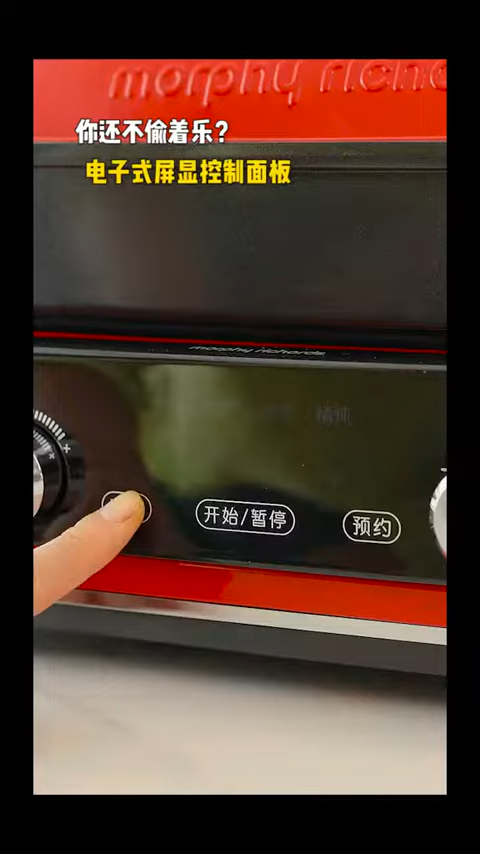 morphy richa
你还不偷着乐？
电子式屏显控制面板
morphy richards
开始/暂停
预约